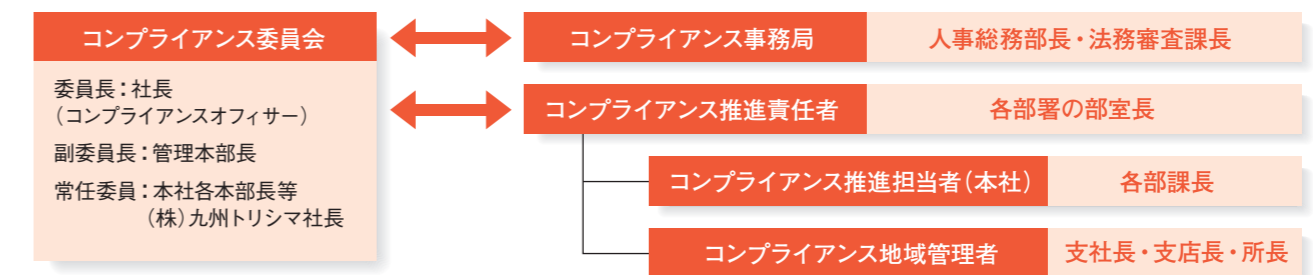 コンプライアンス委員会
委員長：社長
（コンプライアンスオフィサー）
副委員長：管理本部長
常任委員：本社各本部長等
（株）九州トリシマ社長
コンプライアンス事務局
人事総務部長・法務審査課長
コンプライアンス推進責任者
各部署の部室長
コンプライアンス推進担当者（本社）
各部課長
コンプライアンス地域管理者
支社長・支店長・所長